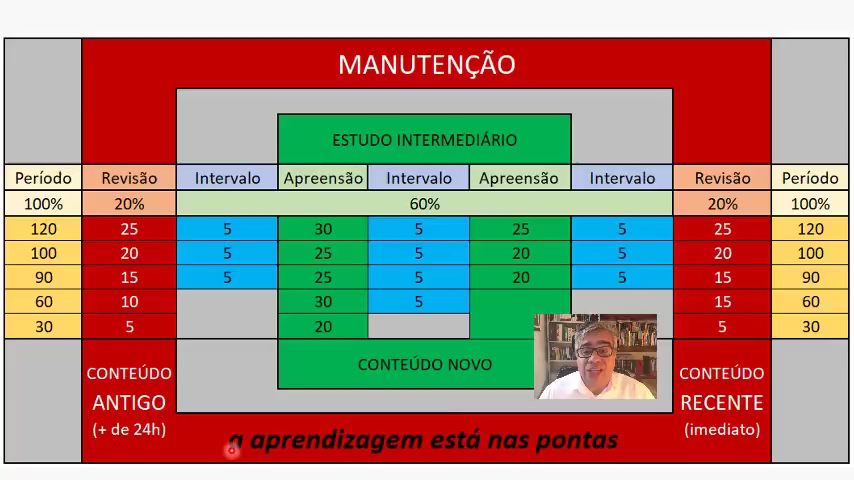 MANUTENÇÃO
ESTUDO INTERMEDIÁRIO
Período Revisão Intervalo Apreensão Intervalo Apreensão Intervalo Revisão Período
100% 20% 60% 20% 100%
120 25 5 30 5 25 5 25 120
100 20 5 25 5 20 5 20 100
90 15 5 25 5 20 5 15 90
60 10 30 5 15 60
30 5 20 5 30
CONTEÚDO NOVO
CONTEÚDO
ANTIGO
(+ de 24h)
CONTEÚDO
RECENTE
(imediato)
a aprendizagem está nas pontas